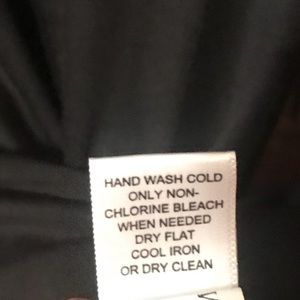 HAND WASH COLD
ONLY NON-
CHLORINE BLEACH
WHEN NEEDED
DRY FLAT
COOL IRON
OR DRY CLEAN